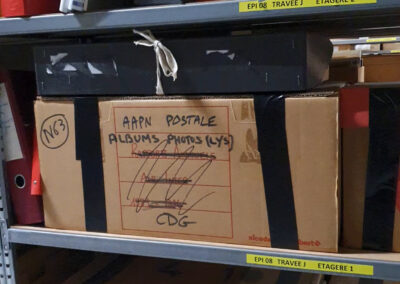 EPI 08 TRAVEE J ETAGERE 2
N63
AAPN POSTALE
ALBUMS PHOTOS (LYS)
CDG
EPI 08 TRAVEE J ETAGERE 1